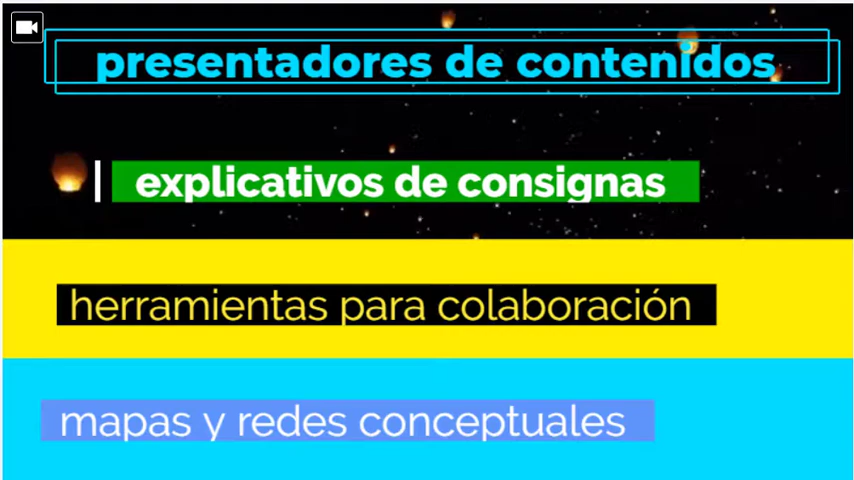 presentadores de contenidos
explicativos de consignas
herramientas para colaboración
mapas y redes conceptuales